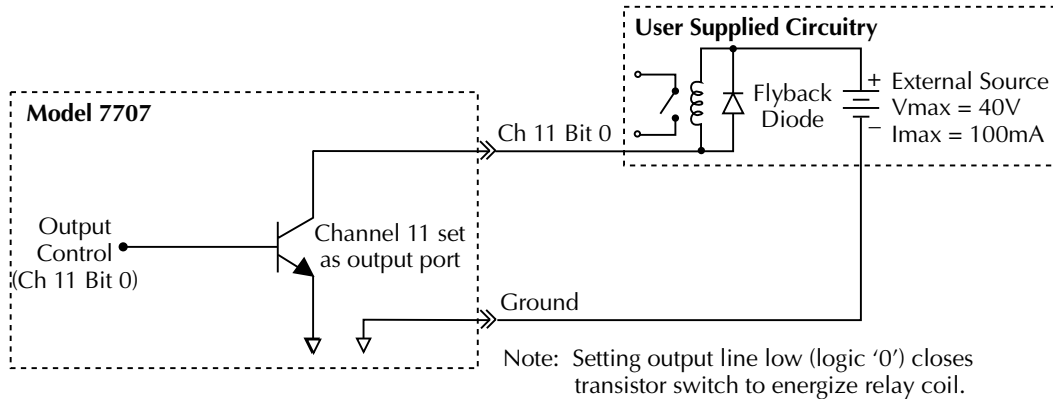 User Supplied Circuitry
Model 7707
Ch 11 Bit 0
Flyback
Diode
+
External Source
Vmax = 40V
Imax = 100mA
−
Output
Control
(Ch 11 Bit 0)
Channel 11 set
as output port
Ground
Note: Setting output line low (logic ‘0’) closes
transistor switch to energize relay coil.